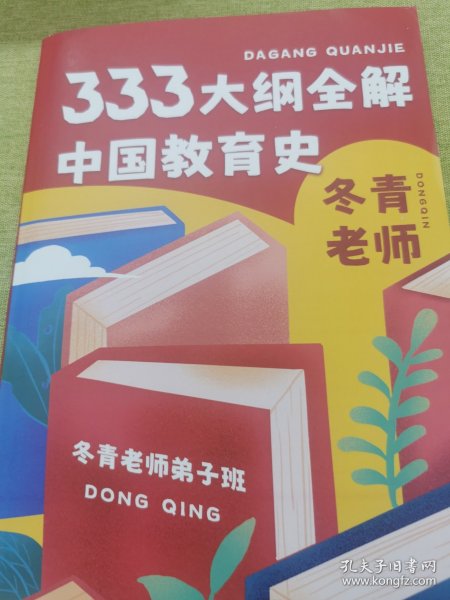 DAGANG QUANJIE
333大纲全解
中国教育史
冬青
老师
DONGQIN
冬青老师弟子班
DONG QING
孔夫子旧书网
www.kongfz.com